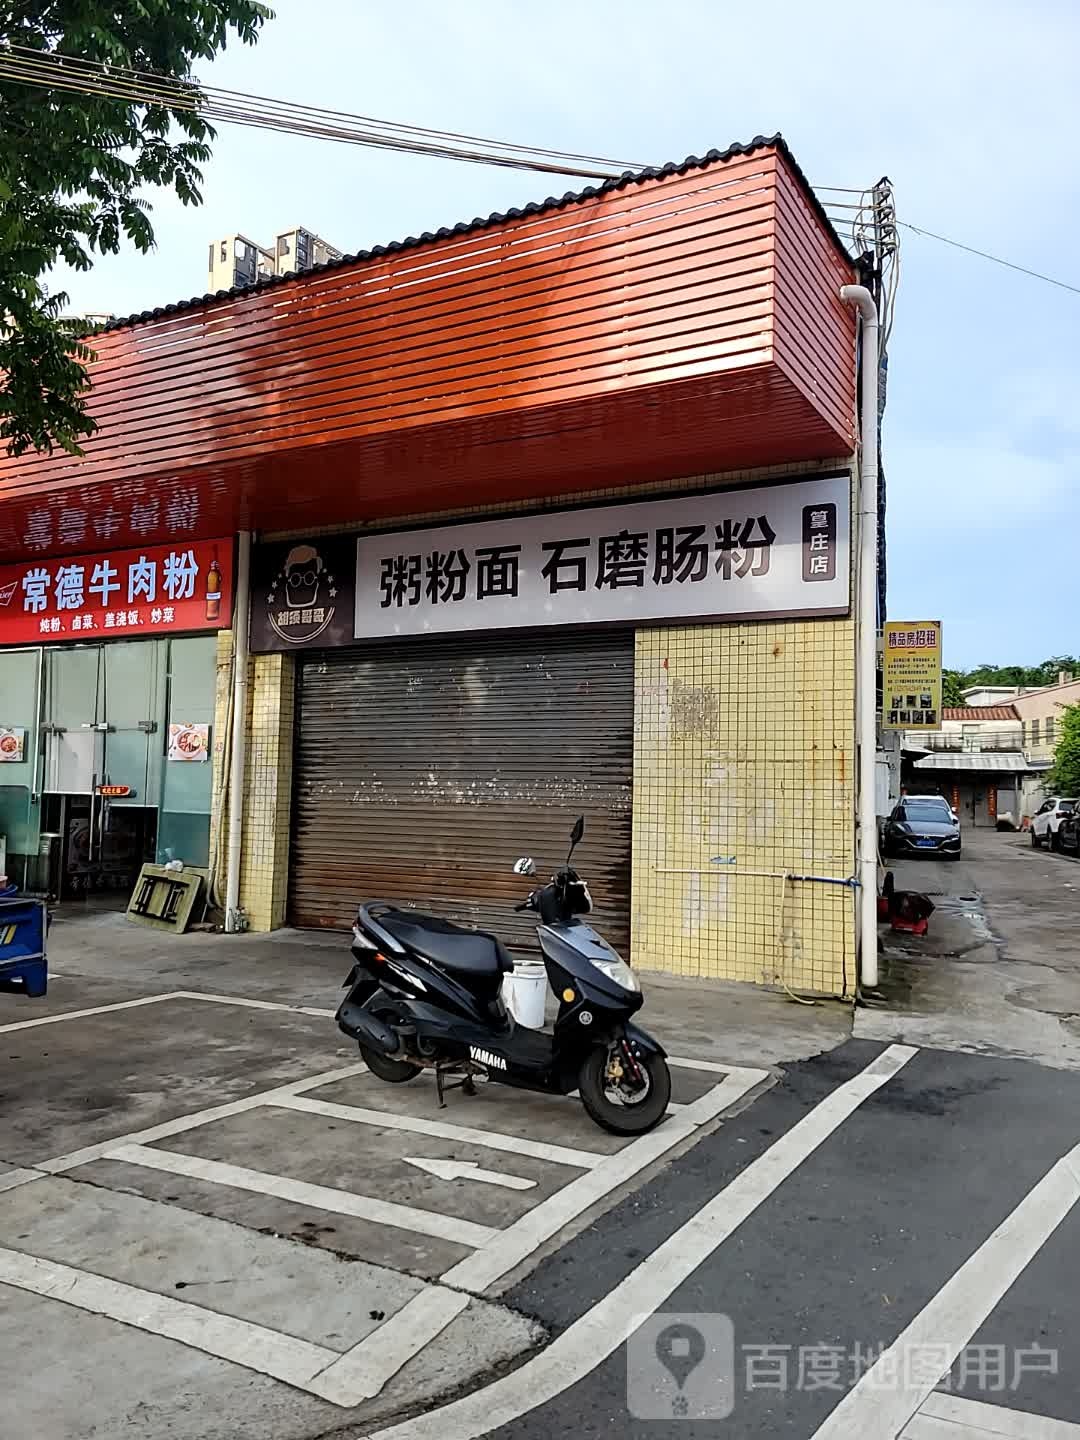 常德牛肉粉
炖粉、卤菜、盖浇饭、炒菜
胡须哥哥
粥粉面 石磨肠粉
篁庄店
精品房招租
YAMAHA
百度地图用户